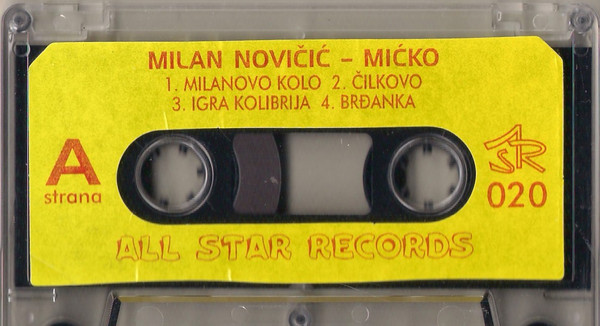 MILAN NOVIČIĆ – MIĆKO
1. MILANOVO KOLO 2. ČILKOVO
3. IGRA KOLIBRIJA 4. BRĐANKA
A
strana
ASR
020
ALL STAR RECORDS